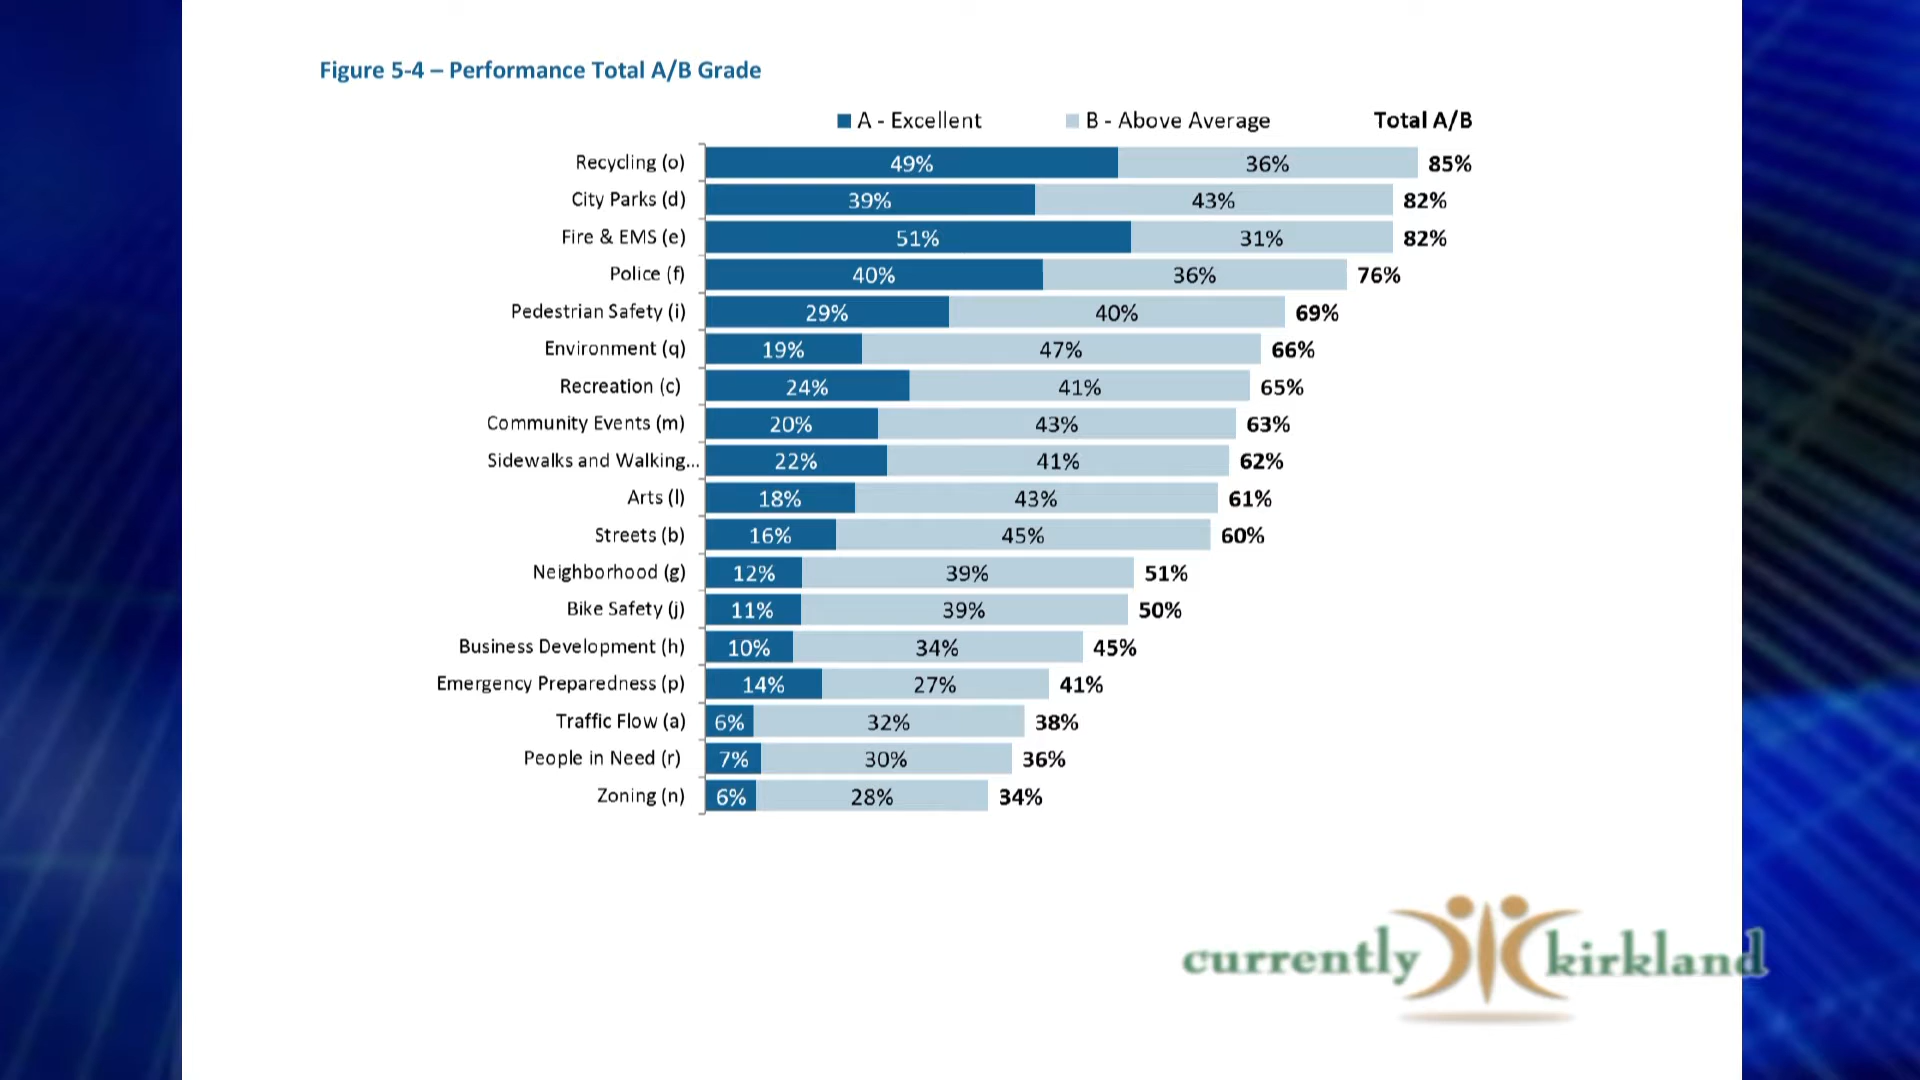 Figure 5-4 – Performance Total A/B Grade
A - Excellent B - Above Average Total A/B
Recycling (o) 49% 36% 85%
City Parks (d) 39% 43% 82%
Fire & EMS (e) 51% 31% 82%
Police (f) 40% 36% 76%
Pedestrian Safety (i) 29% 40% 69%
Environment (q) 19% 47% 66%
Recreation (c) 24% 41% 65%
Community Events (m) 20% 43% 63%
Sidewalks and Walking... 22% 41% 62%
Arts (l) 18% 43% 61%
Streets (b) 16% 45% 60%
Neighborhood (g) 12% 39% 51%
Bike Safety (j) 11% 39% 50%
Business Development (h) 10% 34% 45%
Emergency Preparedness (p) 14% 27% 41%
Traffic Flow (a) 6% 32% 38%
People in Need (r) 7% 30% 36%
Zoning (n) 6% 28% 34%
currently kirkland